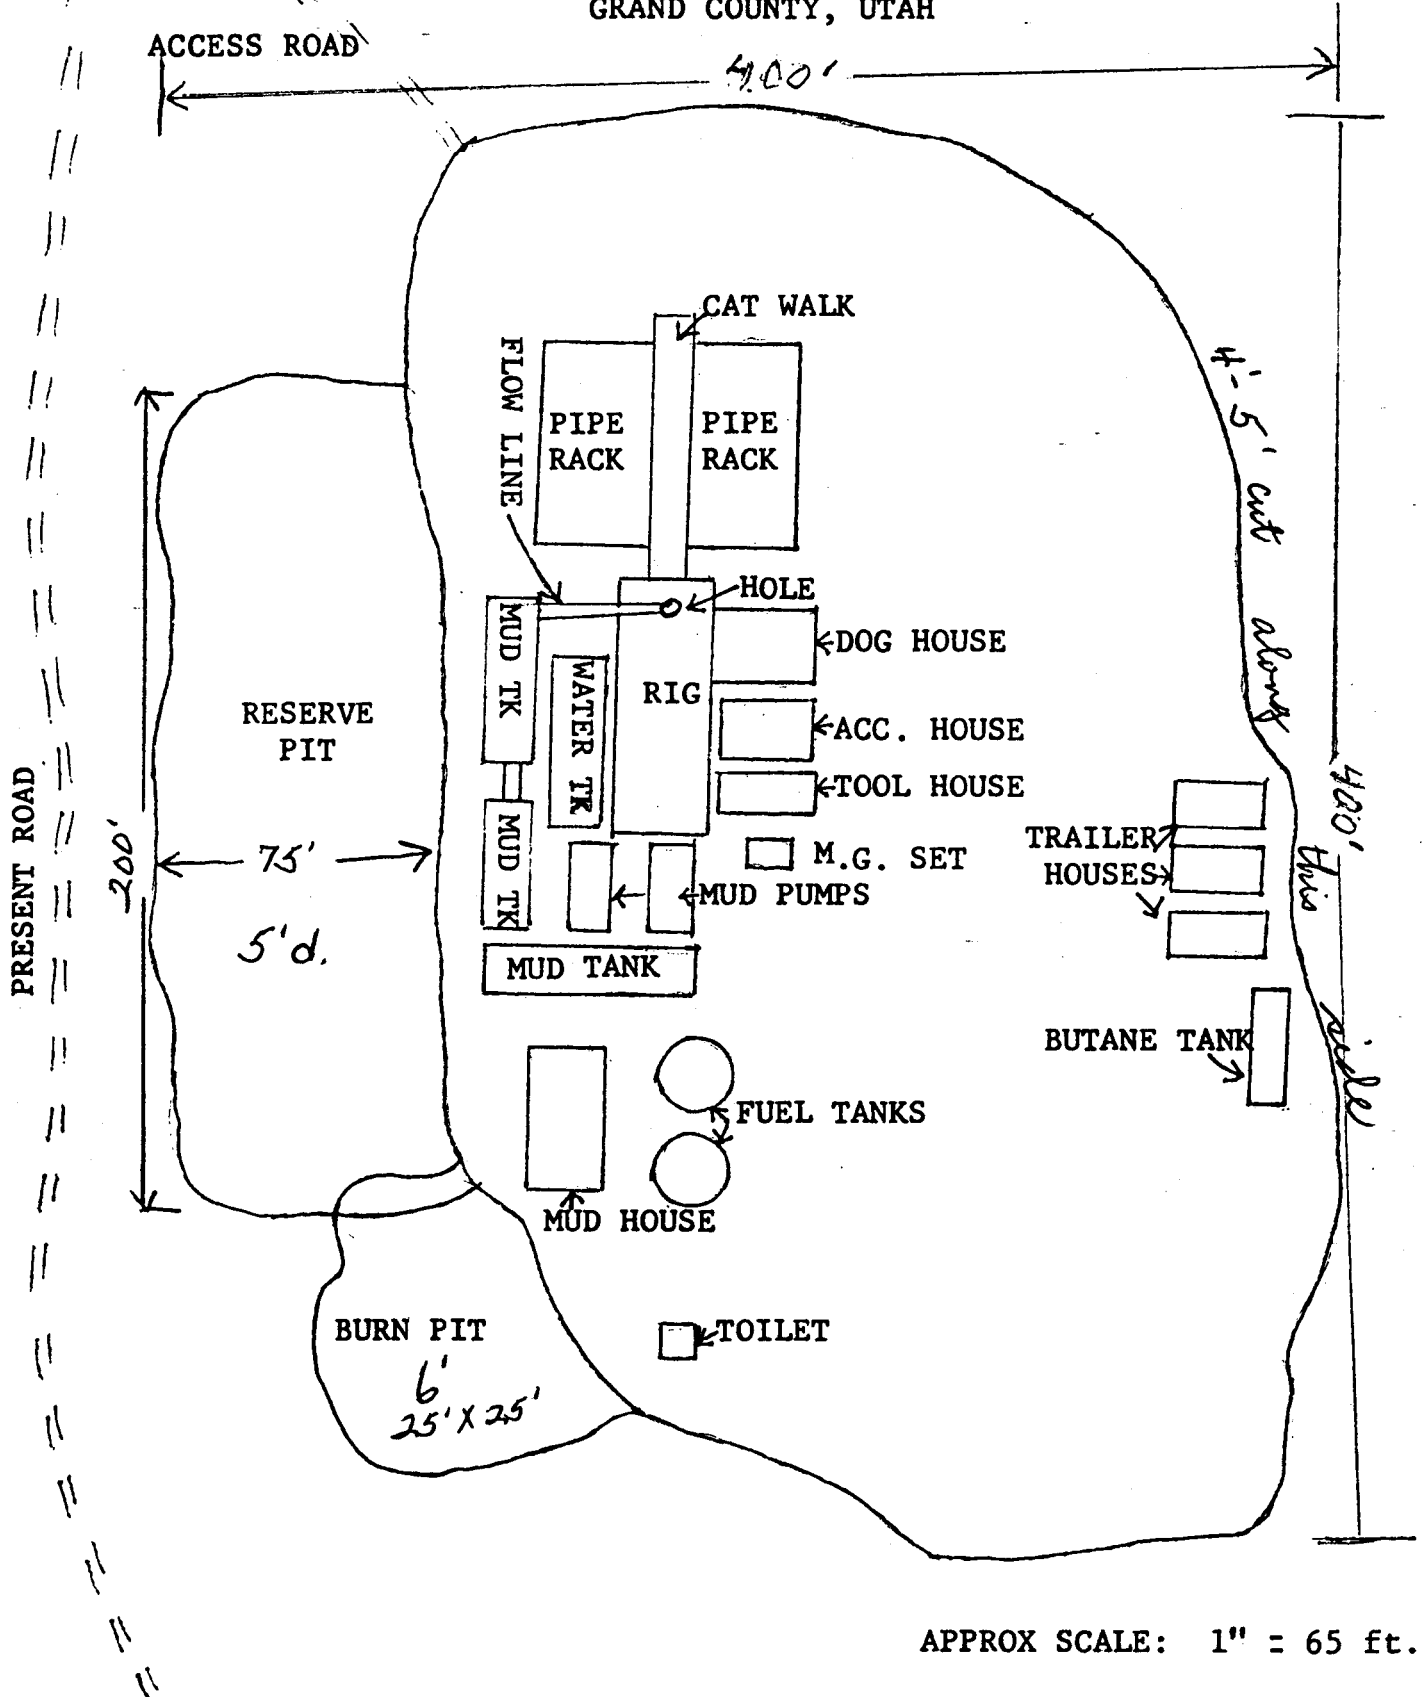 GRAND COUNTY, UTAH
ACCESS ROAD
400'
CAT WALK
FLOW LINE
PIPE
RACK
PIPE
RACK
4'-5' cut along this side
HOLE
MUD TK
DOG HOUSE
WATER TK
RIG
RESERVE
PIT
ACC. HOUSE
TOOL HOUSE
400'
PRESENT ROAD
200'
75'
MUD TK
M.G. SET
TRAILER
HOUSES
MUD PUMPS
5'd.
MUD TANK
BUTANE TANK
FUEL TANKS
MUD HOUSE
BURN PIT
6'
25' X 25'
TOILET
APPROX SCALE: 1" = 65 ft.